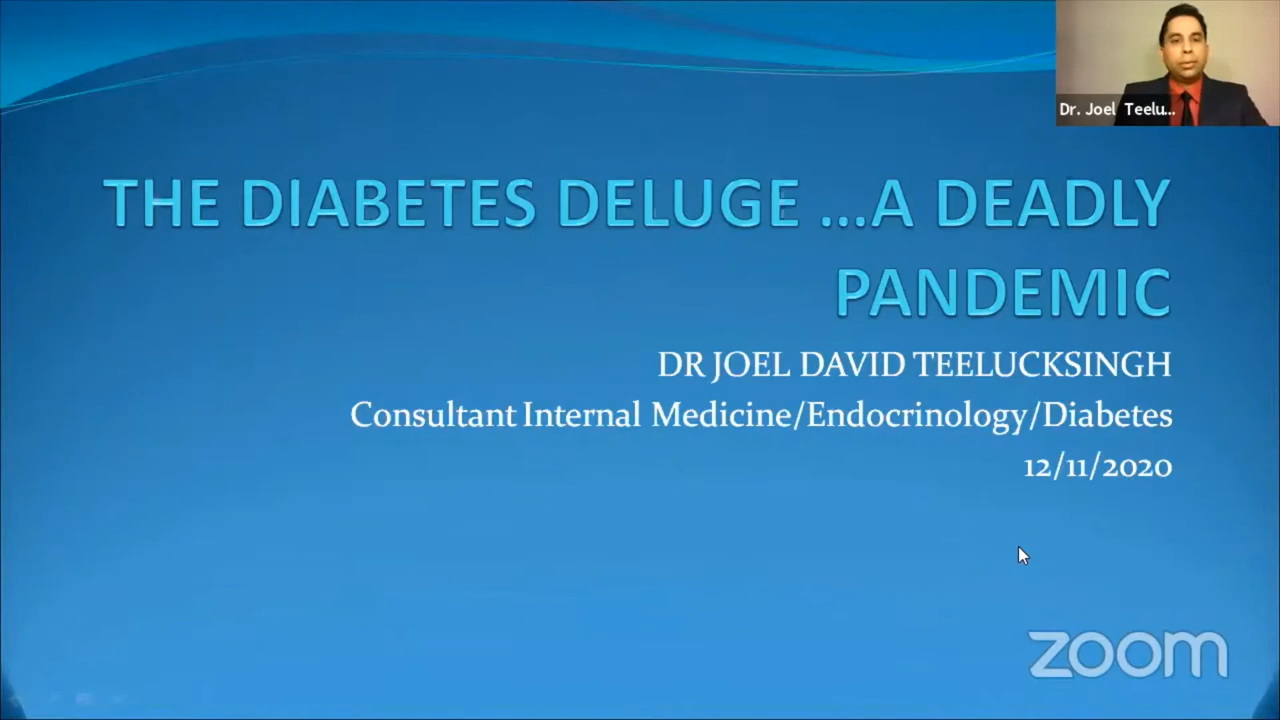 Dr. Joel Teelu...
THE DIABETES DELUGE ...A DEADLY
PANDEMIC
DR JOEL DAVID TEELUCKSINGH
Consultant Internal Medicine/Endocrinology/Diabetes
12/11/2020
zoom